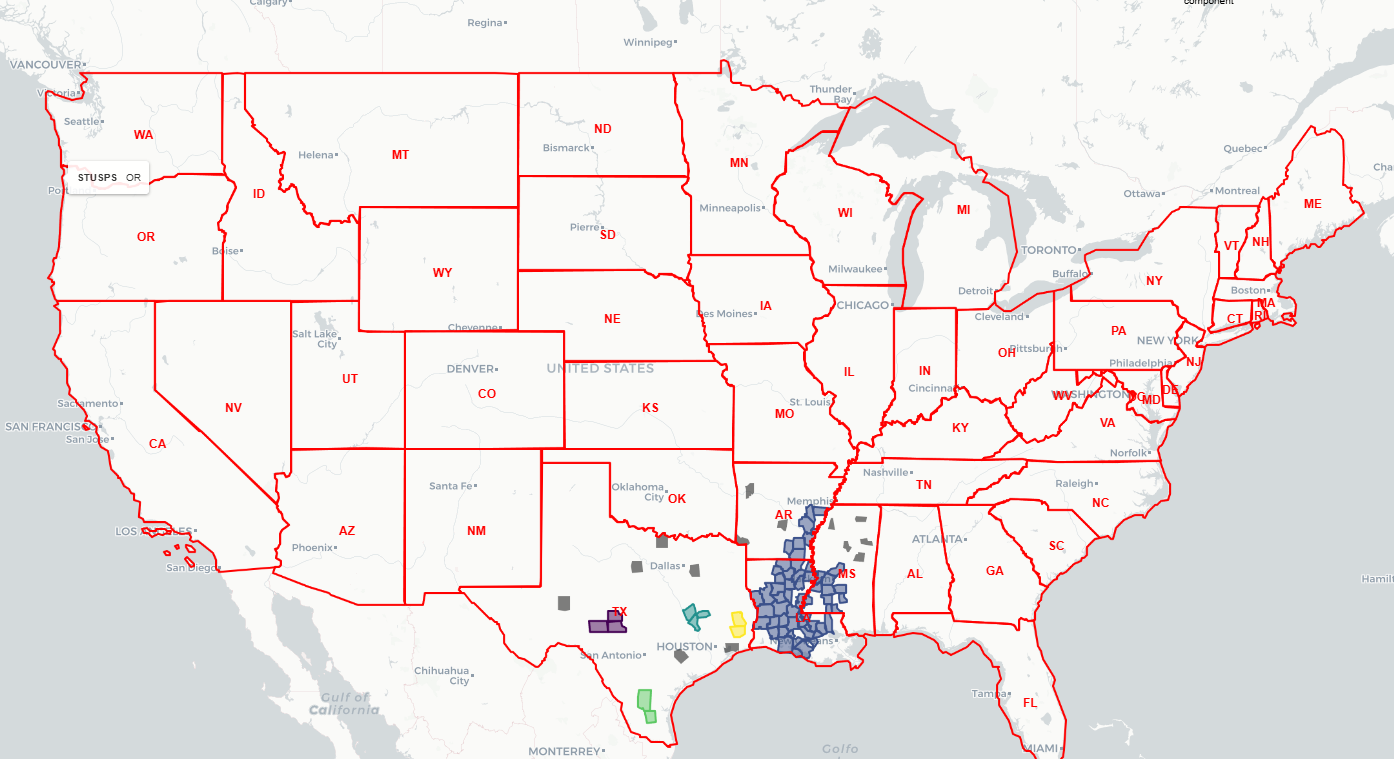 component
Calgary
Regina
Winnipeg
VANCOUVER
Victoria
Thunder
Bay
Seattle
WA
ND
MT
Helena
Bismarck
MN
Quebec
STUSPS OR
ID
Ottawa
Montreal
ME
Minneapolis
WI
MI
OR
Pierre
SD
VT
NH
Boise
TORONTO
WY
Milwaukee
Buffalo
NY
Detroit
Boston
IA
CHICAGO
MA
Des Moines
RI
NE
Cleveland
CT
Cheyenne
PA
Salt Lake
City
NEW YORK
OH
Pittsburgh
Philadelphia
NJ
DENVER
UNITED STATES
IL
IN
UT
Cincinnati
DE
CO
WV
WASHINGTON
MD
Sacramento
St. Louis
NV
KS
MO
VA
SAN FRANCISCO
KY
San Jose
CA
Norfolk
Nashville
Santa Fe
Oklahoma
City
OK
TN
Raleigh
Memphis
NC
AR
LOS ANGELES
AZ
NM
ATLANTA
Phoenix
SC
San Diego
Dallas
MS
AL
GA
Hamilt
TX
New Orleans
HOUSTON
San Antonio
Chihuahua
City
Tampa
Gulf of
California
FL
MONTERREY
Golfo
MIAMI